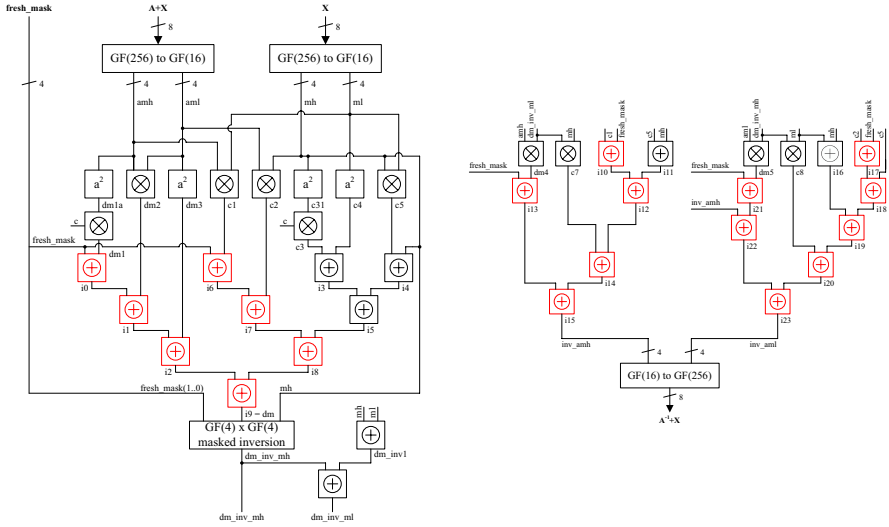 fresh_mask
A+X
X
8
8
GF(256) to GF(16)
GF(256) to GF(16)
4
4
4
4
4
amh
aml
mh
ml
a²
a²
a²
a²
dm1a
dm2
dm3
c1
c2
c31
c4
c5
c
c
fresh_mask
dm1
c3
i0
i6
i3
i4
i1
i7
i5
i2
i8
fresh_mask(1..0)
mh
i9 = dm
GF(4) x GF(4)
masked inversion
mh
ml
dm_inv_mh
dm_inv1
dm_inv_mh
dm_inv_ml
amh
dm_inv_ml
mh
c1
fresh_mask
c5
mh
fresh_mask
dm4
c7
i10
i11
i13
i12
i14
i15
inv_amh
aml
dm_inv_mh
ml
mh
c2
fresh_mask
c5
fresh_mask
dm5
c8
i16
i17
inv_amh
i21
i18
i22
i19
i20
i23
inv_aml
4
4
GF(16) to GF(256)
8
A⁻¹+X